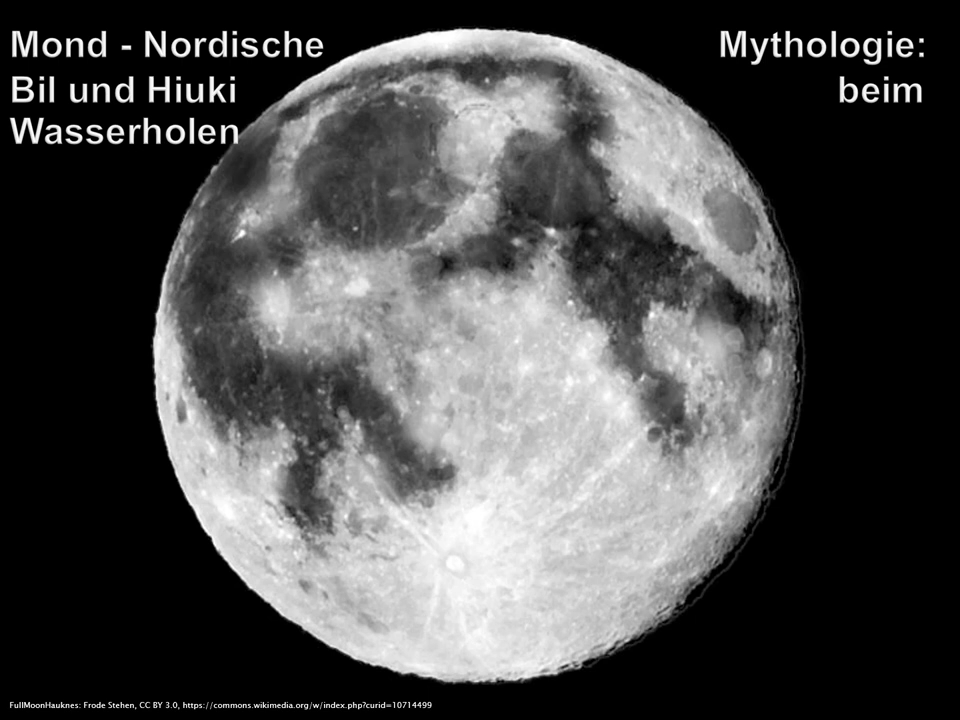 Mond - Nordische Mythologie:
Bil und Hiuki beim
Wasserholen
FullMoonHauknes: Frode Stehen, CC BY 3.0, https://commons.wikimedia.org/w/index.php?curid=10714499